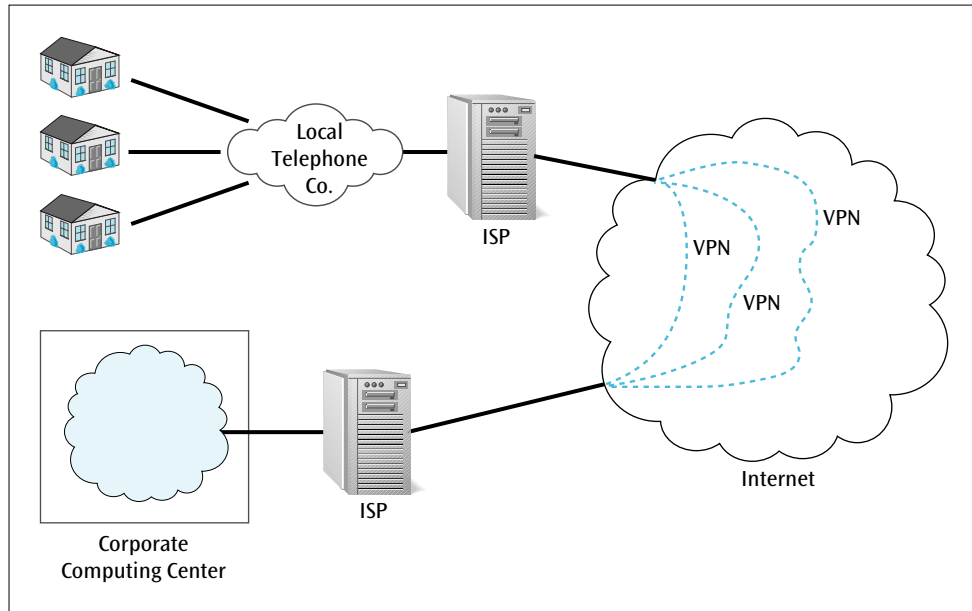 Local
Telephone
Co.
ISP
VPN
VPN
VPN
Internet
ISP
Corporate
Computing Center